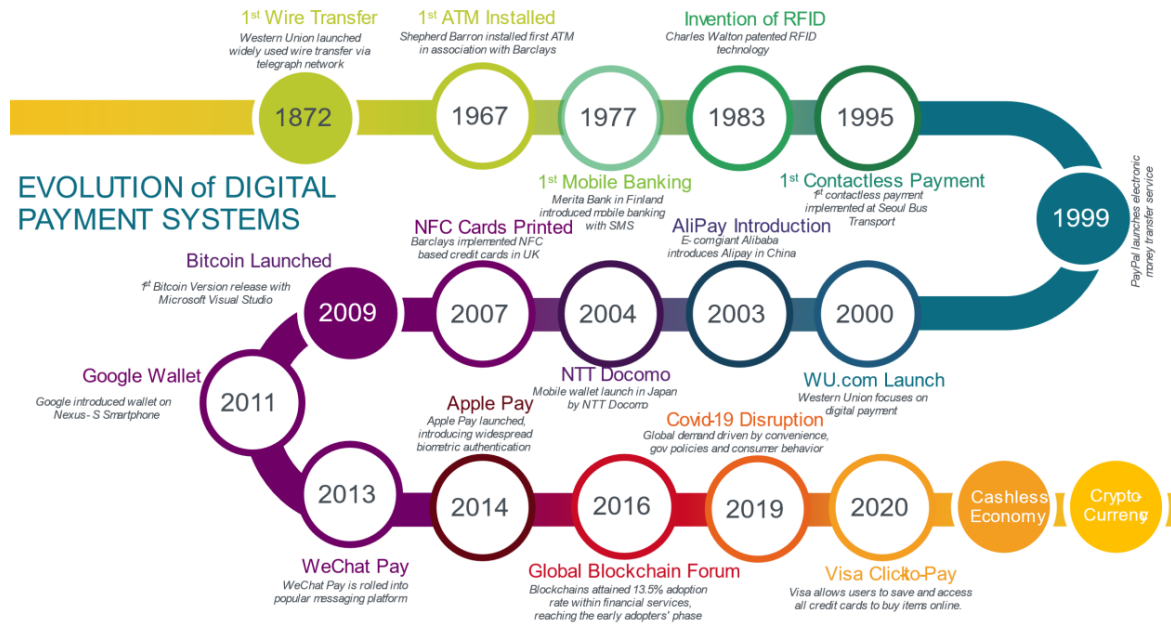 1st Wire Transfer
Western Union launched
widely used wire transfer via
telegraph network
1872
1st ATM Installed
Shepherd Barron installed first ATM
in association with Barclays
1967
1977
1st Mobile Banking
Merita Bank in Finland
introduced mobile banking
with SMS
Invention of RFID
Charles Walton patented RFID
technology
1983
1995
1st Contactless Payment
1st contactless payment
implemented at Seoul Bus
Transport
1999
PayPal launches electronic
money transfer service
EVOLUTION of DIGITAL
PAYMENT SYSTEMS
2000
WU.com Launch
Western Union focuses on
digital payment
AliPay Introduction
E- comgiant Alibaba
introduces Alipay in China
2003
2004
NTT Docomo
Mobile wallet launch in Japan
by NTT Docomo
NFC Cards Printed
Barclays implemented NFC
based credit cards in UK
2007
Bitcoin Launched
1st Bitcoin Version release with
Microsoft Visual Studio
2009
Google Wallet
Google introduced wallet on
Nexus- S Smartphone
2011
2013
WeChat Pay
WeChat Pay is rolled into
popular messaging platform
Apple Pay
Apple Pay launched,
introducing widespread
biometric authentication
2014
2016
Global Blockchain Forum
Blockchains attained 13.5% adoption
rate within financial services,
reaching the early adopters' phase
Covid-19 Disruption
Global demand driven by convenience,
gov policies and consumer behavior
2019
2020
Visa Click-to-Pay
Visa allows users to save and access
all credit cards to buy items online.
Cashless
Economy
Crypto-
Currency